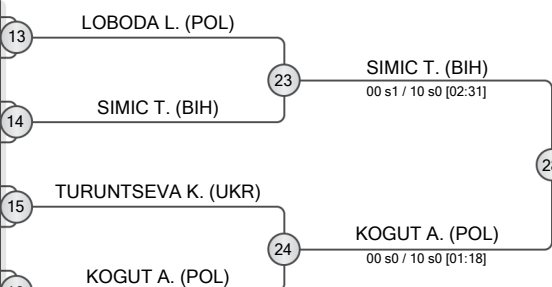 LOBODA L. (POL)
13
23
SIMIC T. (BIH)
00 s1 / 10 s0 [02:31]
SIMIC T. (BIH)
14
TURUNTSEVA K. (UKR)
15
24
KOGUT A. (POL)
00 s0 / 10 s0 [01:18]
KOGUT A. (POL)